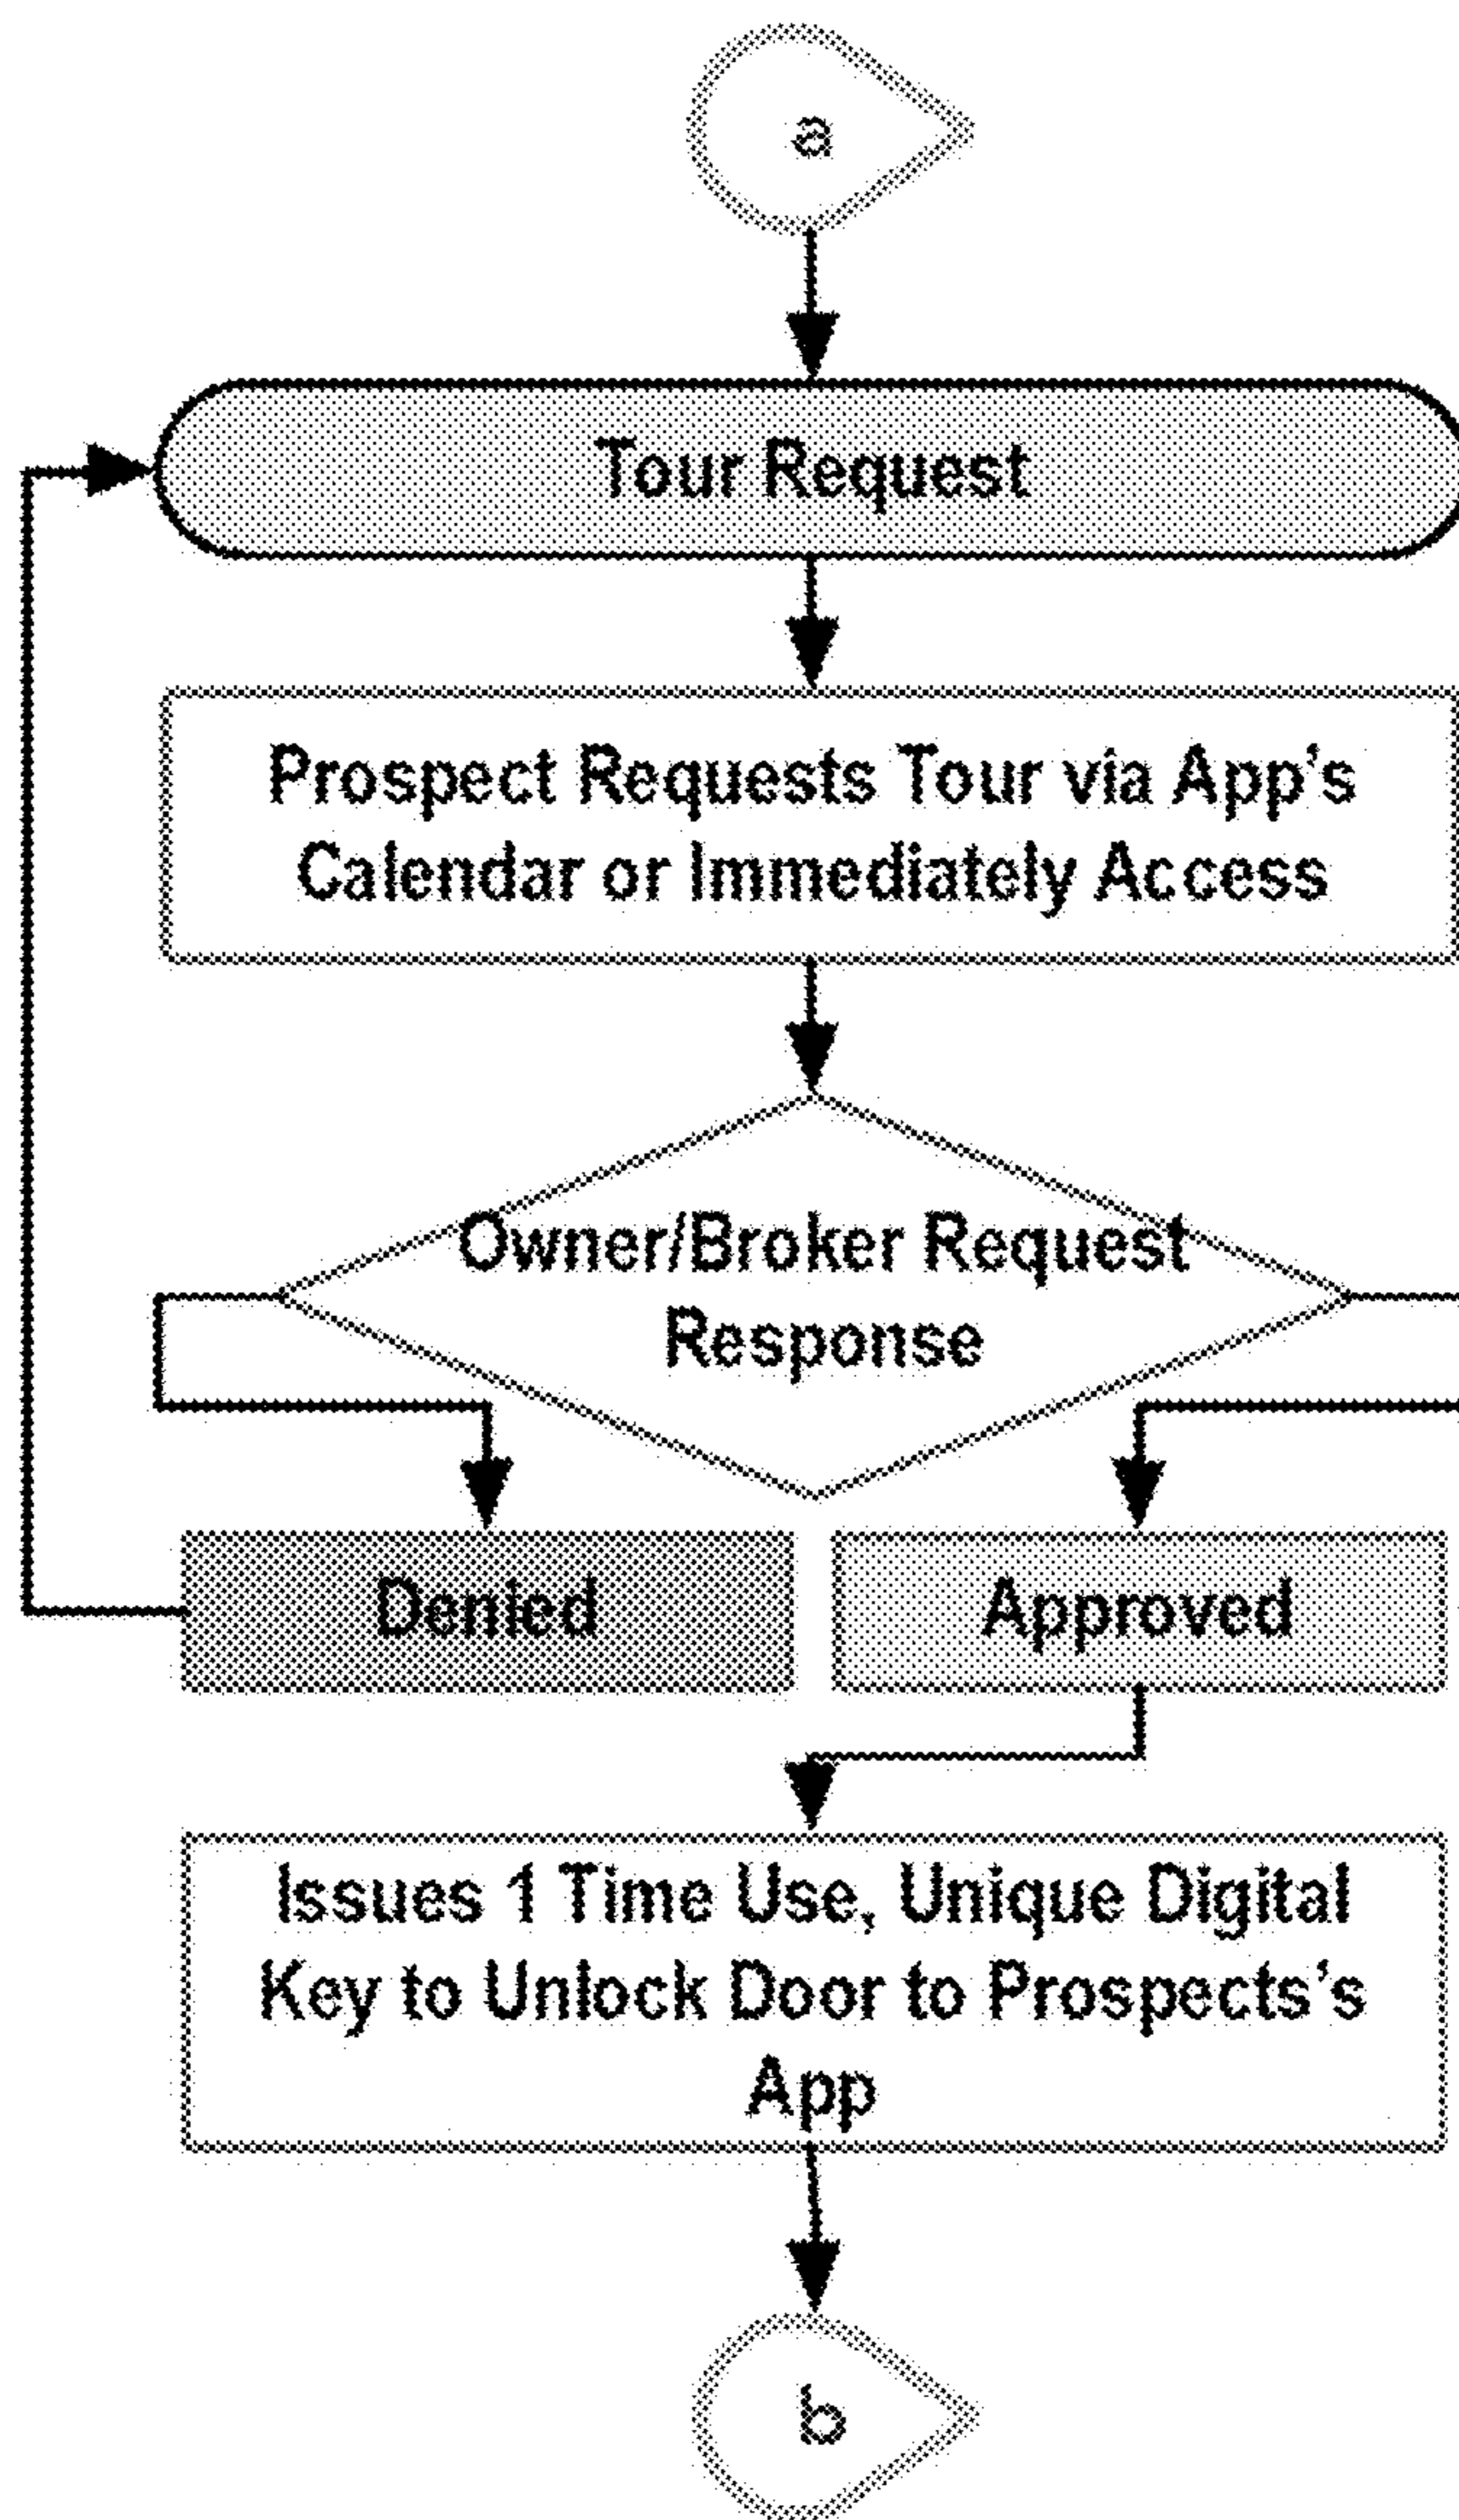 a
Tour Request
Prospect Requests Tour via App's
Calendar or Immediately Access
Owner/Broker Request
Response
Denied
Approved
Issues 1 Time Use, Unique Digital
Key to Unlock Door to Prospects's
App
b